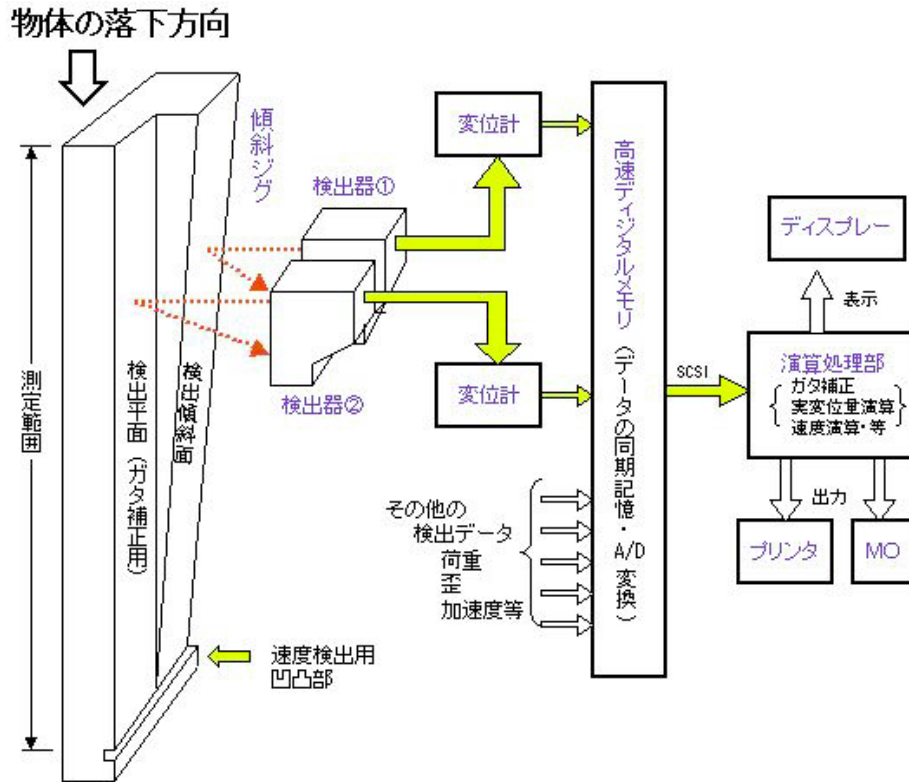 物体の落下方向
傾斜ジグ
検出器①
検出器②
測定範囲
検出平面(ガタ補正用)
検出傾斜面
速度検出用
凹凸部
変位計
変位計
高速ディジタルメモリ(データの同期記憶・A/D変換)
その他の
検出データ
荷重
歪
加速度等
SCSI
ディスプレー
表示
演算処理部
ガタ補正
実変位量演算
速度演算・等
出力
プリンタ
MO